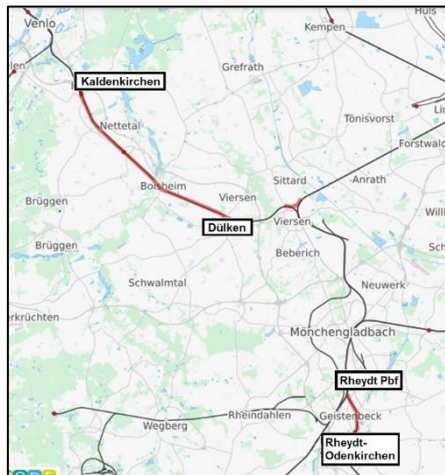 Venlo
Hüls
Kempen
Kaldenkirchen
Grefrath
Nettetal
Tönisvorst
Forstwald
Boisheim
Sittard
Anrath
Brüggen
Viersen
Dülken
Viersen
Brüggen
Beberich
Schwalmtal
Neuwerk
Mönchengladbach
Rheydt Pbf
Rheindahlen
Geistenbeck
Wegberg
Rheydt-
Odenkirchen